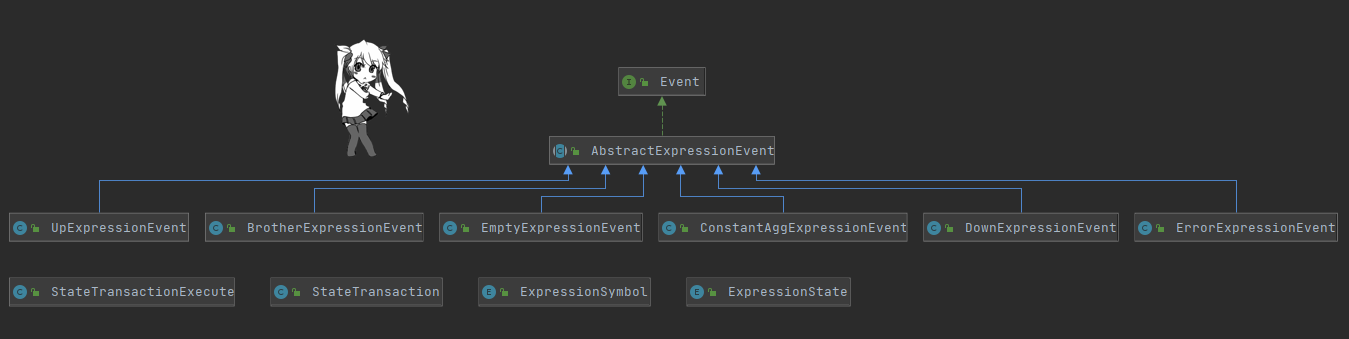 Event
AbstractExpressionEvent
UpExpressionEvent
BrotherExpressionEvent
EmptyExpressionEvent
ConstantAggExpressionEvent
DownExpressionEvent
ErrorExpressionEvent
StateTransactionExecute
StateTransaction
ExpressionSymbol
ExpressionState